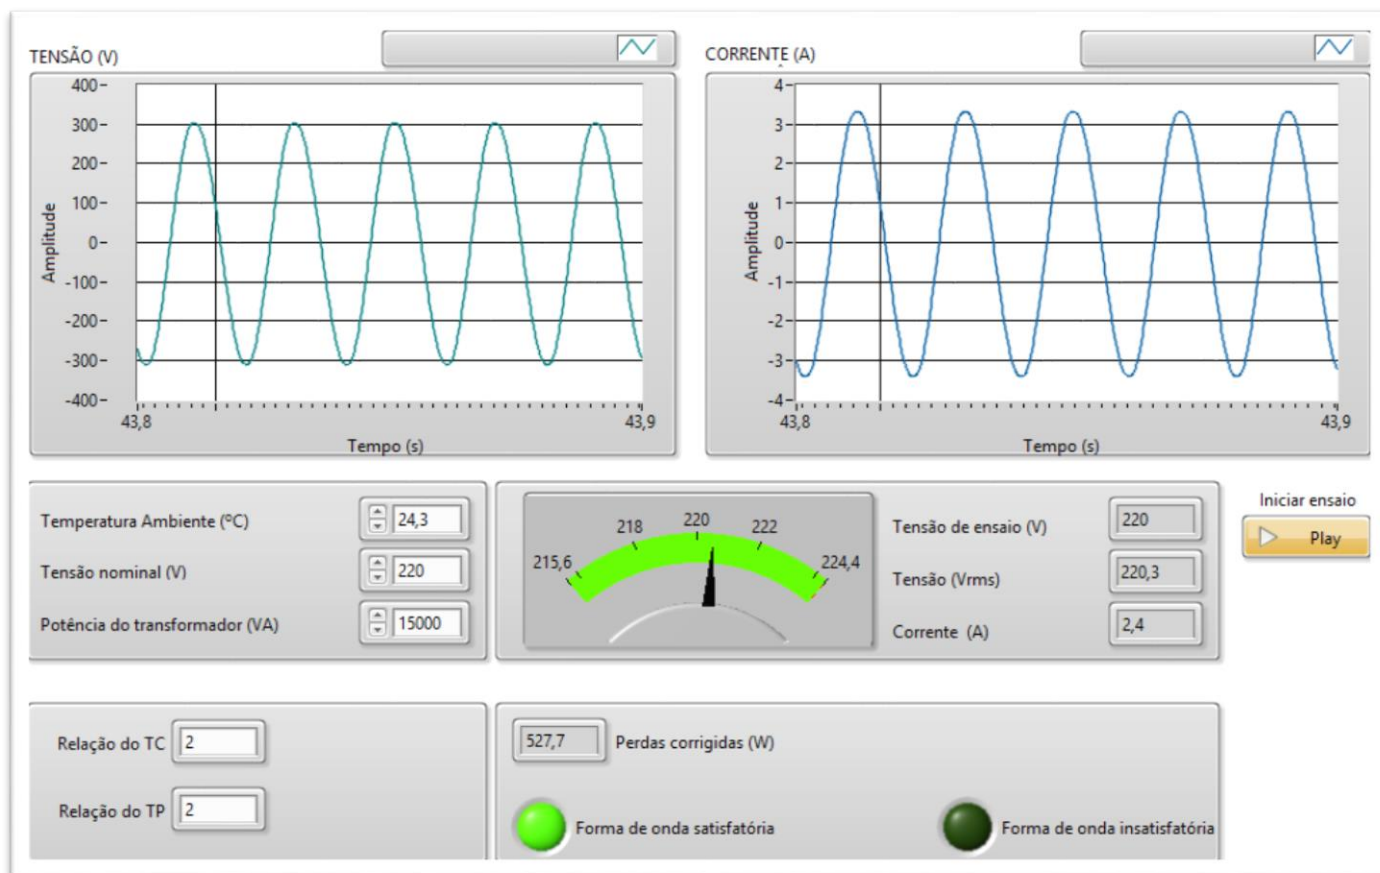 TENSÃO (V)
CORRENTE (A)
Amplitude
400
300
200
100
0
-100
-200
-300
-400
43,8
43,9
Tempo (s)
Amplitude
4
3
2
1
0
-1
-2
-3
-4
43,8
43,9
Tempo (s)
Temperatura Ambiente (ºC) 24,3
Tensão nominal (V) 220
Potência do transformador (VA) 15000
215,6 218 220 222 224,4
Tensão de ensaio (V) 220
Tensão (Vrms) 220,3
Corrente (A) 2,4
Iniciar ensaio
Play
Relação do TC 2
Relação do TP 2
527,7 Perdas corrigidas (W)
Forma de onda satisfatória
Forma de onda insatisfatória